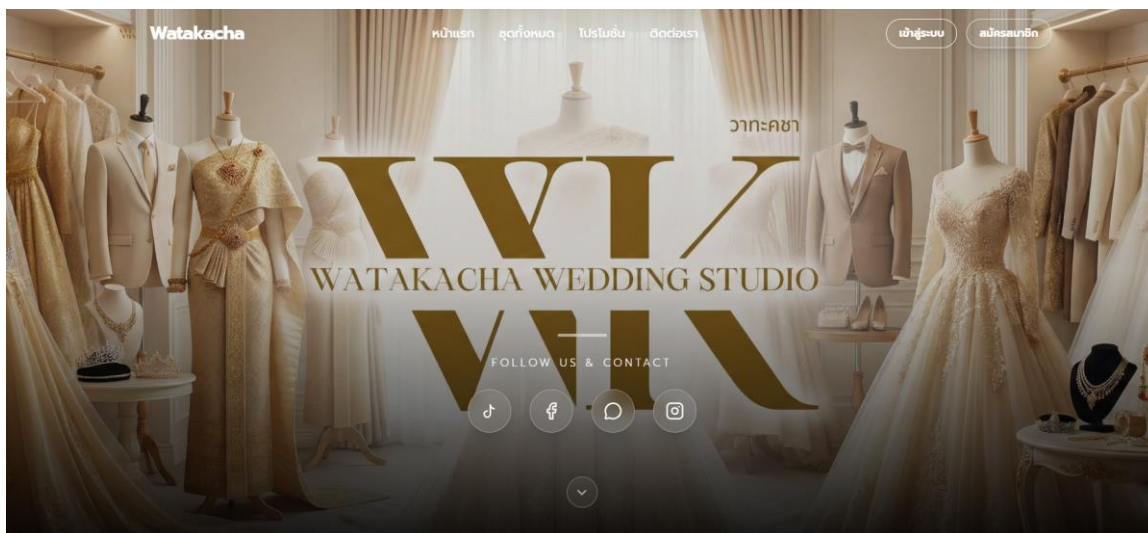 Watakacha
หน้าแรก ชุดทั้งหมด โปรโมชั่น ติดต่อเรา
เข้าสู่ระบบ สมัครสมาชิก
วาทะคชา
WK
WATAKACHA WEDDING STUDIO
FOLLOW US & CONTACT